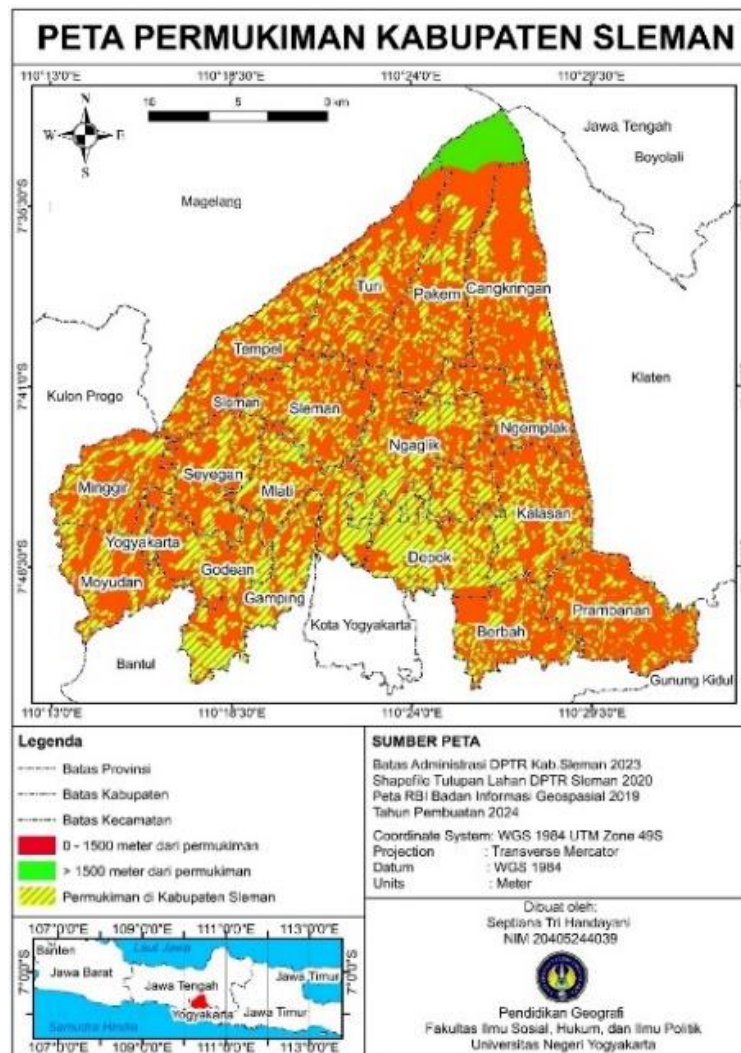 PETA PERMUKIMAN KABUPATEN SLEMAN
110°13'0"E 110°18'30"E 110°24'0"E 110°29'30"E
N
W E
S
10 5 0 km
Jawa Tengah
Boyolali
Magelang
7°35'30"S 7°35'30"S
Turi
Pakem
Cangkringan
Tempel
Klaten
Kulon Progo
7°41'0"S 7°41'0"S
Sleman
Sleman
Ngaglik
Ngemplak
Seyegan
Minggir
Mlati
Kalasan
Yogyakarta
Depok
7°46'30"S 7°46'30"S
Godean
Moyudan
Gamping
Prambanan
Kota Yogyakarta
Berbah
Bantul
Gunung Kidul
110°13'0"E 110°18'30"E 110°24'0"E 110°29'30"E
Legenda
Batas Provinsi
Batas Kabupaten
Batas Kecamatan
0 - 1500 meter dari permukiman
> 1500 meter dari permukiman
Permukiman di Kabupaten Sleman
107°0'0"E 109°0'0"E 111°0'0"E 113°0'0"E
Banten
Laut Jawa
Jawa Barat
Jawa Tengah
Jawa Timur
7°0'0"S 7°0'0"S
Yogyakarta
Jawa Timur
Samudra Hindia
107°0'0"E 109°0'0"E 111°0'0"E 113°0'0"E
SUMBER PETA
Batas Administrasi DPTR Kab.Sleman 2023
Shapefile Tutupan Lahan DPTR Sleman 2020
Peta RBI Badan Informasi Geospasial 2019
Tahun Pembuatan 2024
Coordinate System: WGS 1984 UTM Zone 49S
Projection : Transverse Mercator
Datum : WGS 1984
Units : Meter
Dibuat oleh:
Septiana Tri Handayani
NIM 20405244039
Pendidikan Geografi
Fakultas Ilmu Sosial, Hukum, dan Ilmu Politik
Universitas Negeri Yogyakarta